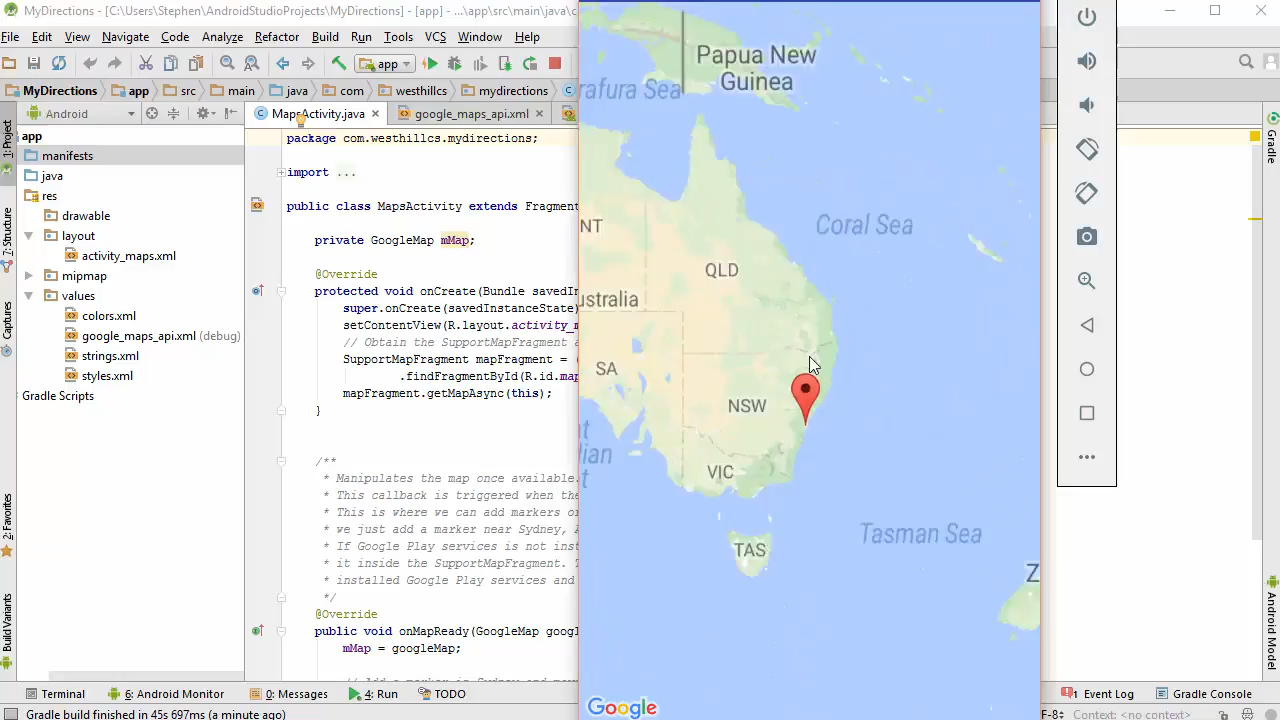 MyDirections - [C:\Users\Stephen\AndroidStudioProjects\MyDirections] - [app] - ...\app\src\main\java\c
File Edit View Navigate Code Analyze Refactor Build Run Tools VCS Window Help
app
MyDirections app src main java com westhillcs mydirections
Android
MapsActivity.java
google_maps_api.xml
1: Project
Z: Structure
Captures
2: Favorites
Build Variants
app
manifests
java
res
drawable
layout
activity_maps.xml
mipmap
values
colors.xml
google_maps_api.xml (debug)
strings.xml
styles.xml
Gradle Scripts
package com.westhillcs.mydirections;
import ...
public class MapsActivity extends Fragment
private GoogleMap mMap;
@Override
protected void onCreate(Bundle savedIns
super.onCreate(savedInstanceState)
setContentView(R.layout.activity_m
// Obtain the SupportMapFragment a
SupportMapFragment mapFragment = (
.findFragmentById(R.id.map
mapFragment.getMapAsync(this);
}
/**
* Manipulates the map once available.
* This callback is triggered when the
* This is where we can add markers or
* we just add a marker near Sydney, A
* If Google Play services is not inst
* it inside the SupportMapFragment. T
* installed Google Play services and
*/
@Override
public void onMapReady(GoogleMap googl
mMap = googleMap;
Papua New
Guinea
rafura Sea
Coral Sea
NT
QLD
ustralia
SA
NSW
VIC
TAS
Tasman Sea
Z
lian
t
Google
Gradle
Android Model
Terminal 6: Android Monitor 0: Messages 4: Run TODO
1 Event Log Gradle Console
Gradle build finished in 45s 697ms (a minute ago)
F-8 Context: <no context>